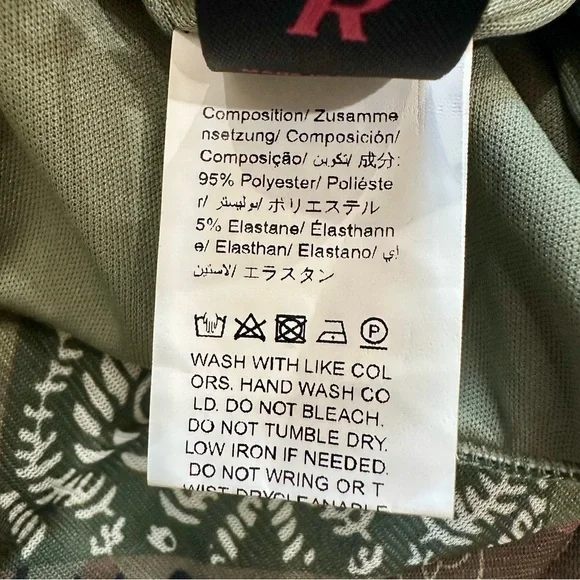 R
Composition/ Zusamme
nsetzung/ Composición/
Composição/ تكوين/ 成分:
95% Polyester/ Poliéste
r/ بوليستر/ ポリエステル
5% Elastane/ Élasthann
e/ Elasthan/ Elastano/ إي
لاستين/ エラスタン
P
WASH WITH LIKE COL
ORS. HAND WASH CO
LD. DO NOT BLEACH.
DO NOT TUMBLE DRY.
LOW IRON IF NEEDED.
DO NOT WRING OR T
WIST.DRYCLEANABLE